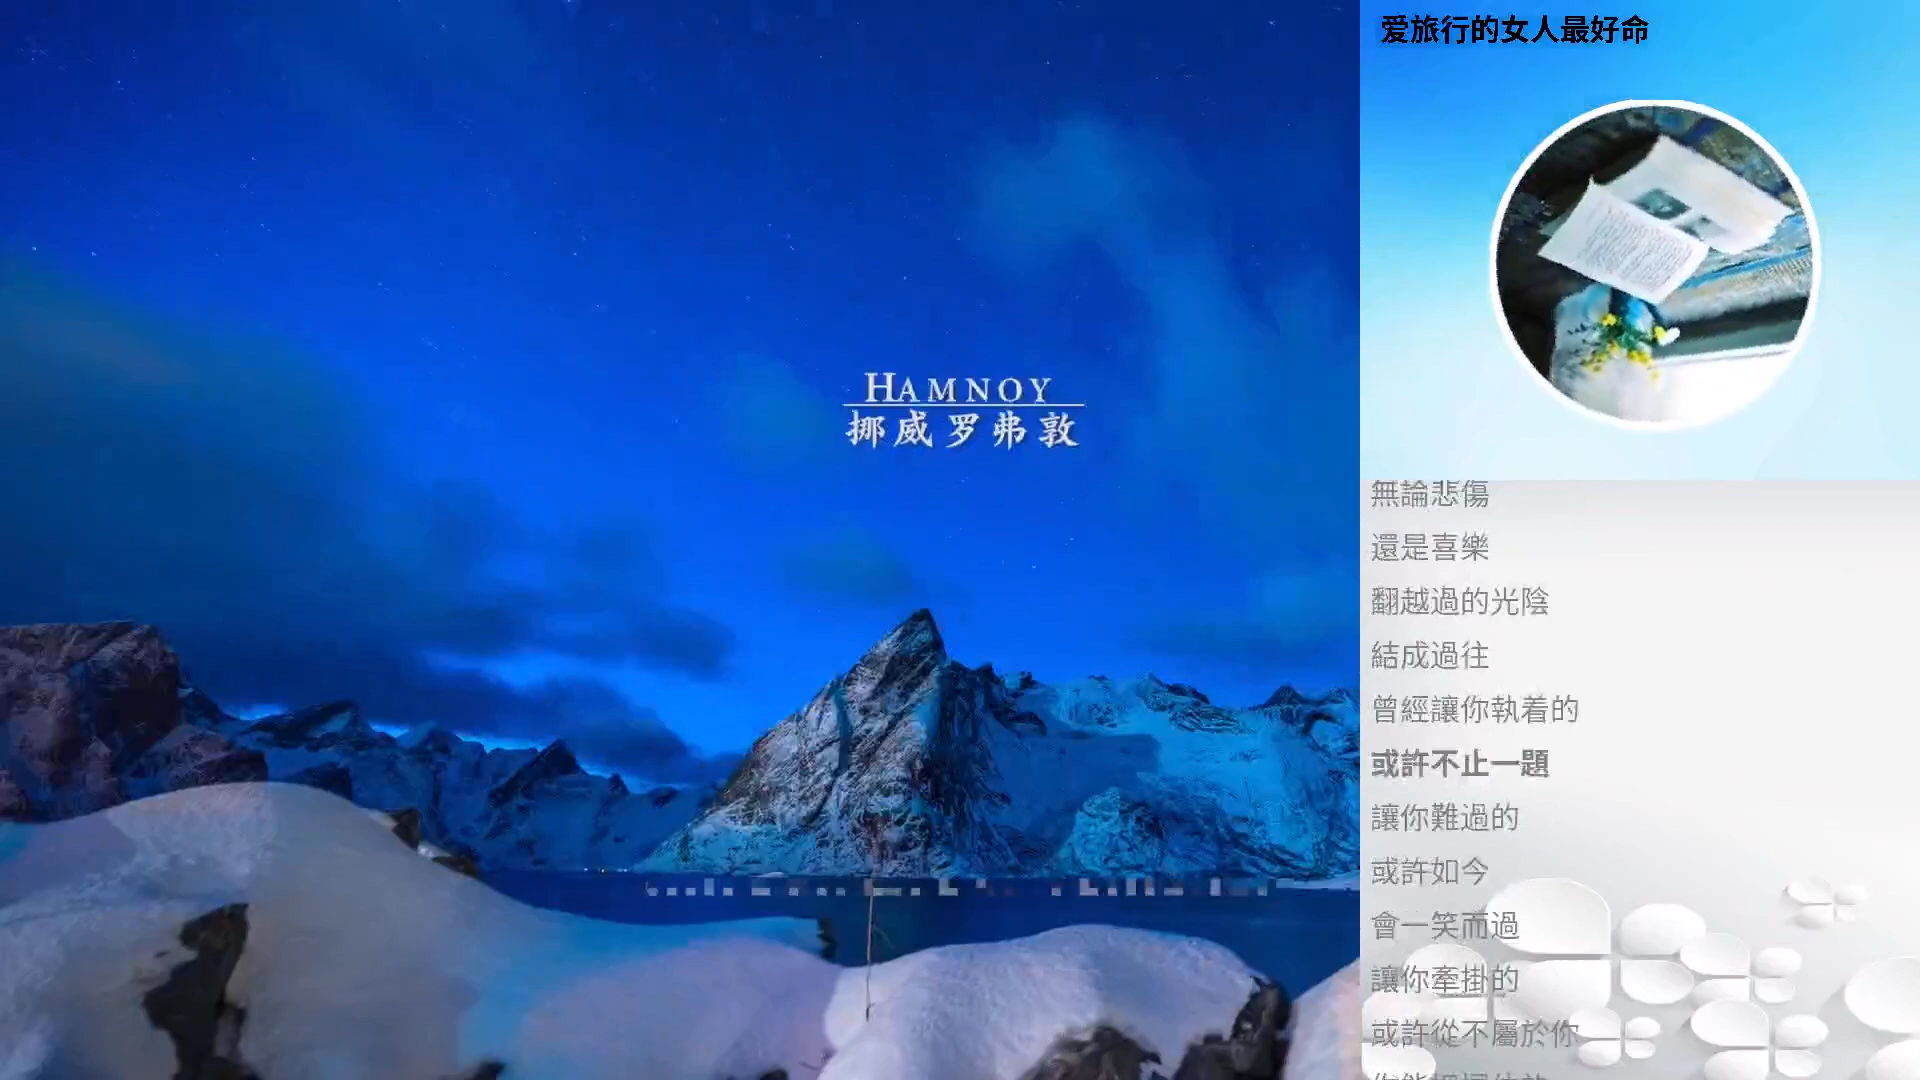 爱旅行的女人最好命
HAMNOY
挪威罗弗敦
無論悲傷
還是喜樂
翻越過的光陰
結成過往
曾經讓你執着的
或許不止一題
讓你難過的
或許如今
會一笑而過
讓你牽掛的
或許從不屬於你